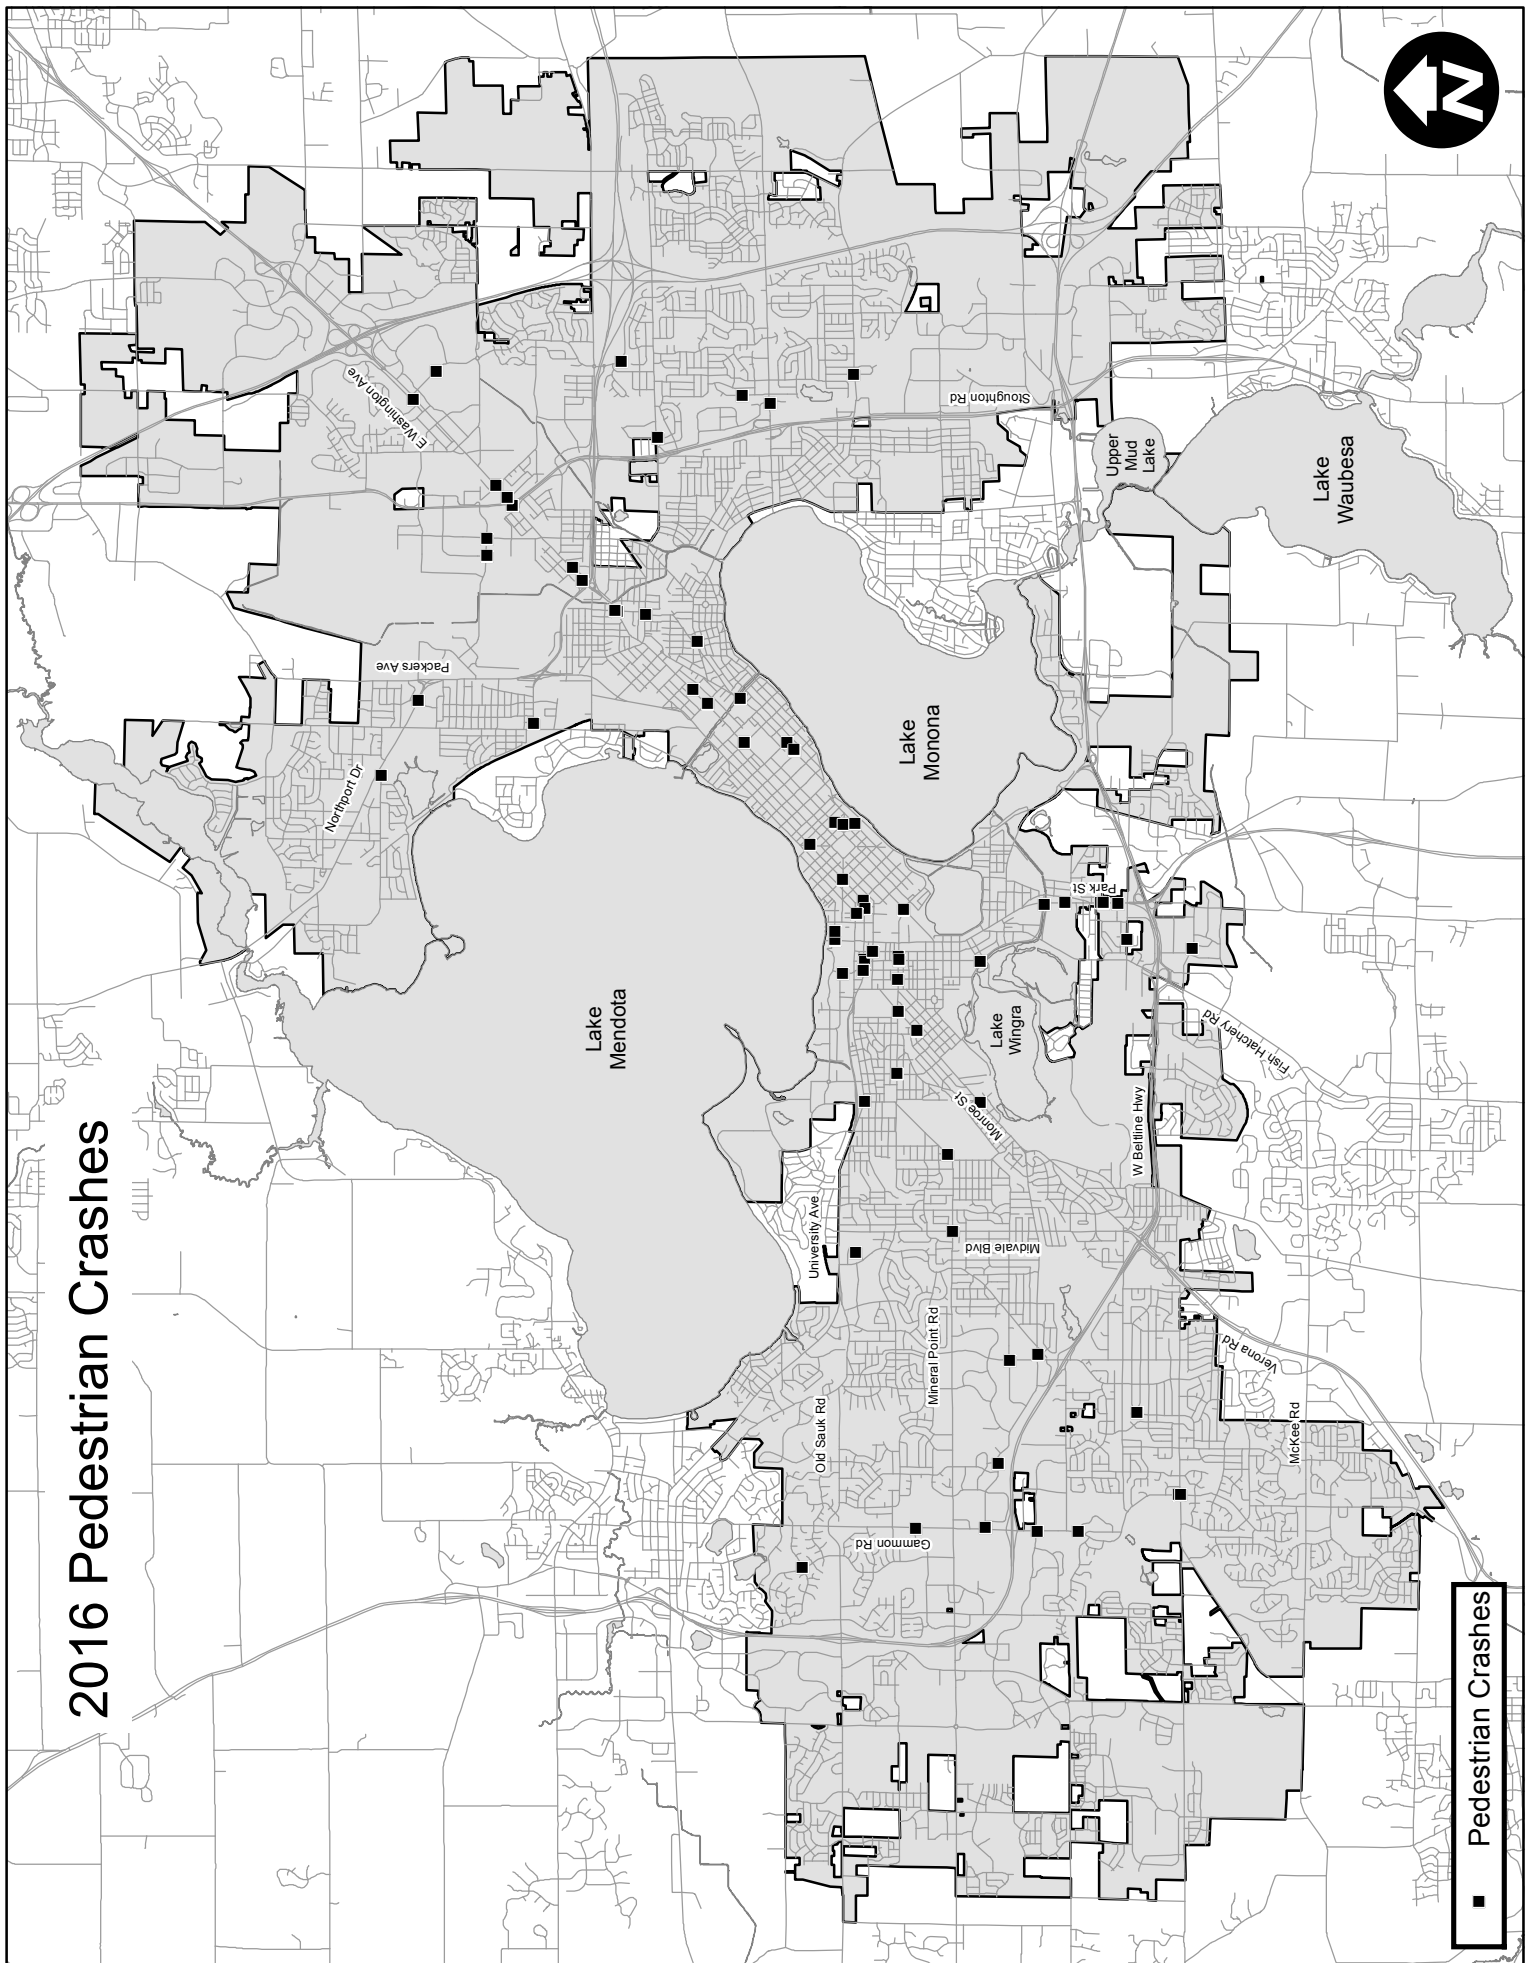 2016 Pedestrian Crashes
E Washington Ave
Packers Ave
Northport Dr
Stoughton Rd
Upper
Mud
Lake
Lake
Waubesa
Lake
Monona
Lake
Mendota
Lake
Wingra
Park St
Fish Hatchery Rd
W Beltline Hwy
Monroe St
University Ave
Midvale Blvd
Mineral Point Rd
Old Sauk Rd
Gammon Rd
Verona Rd
McKee Rd
Pedestrian Crashes
N